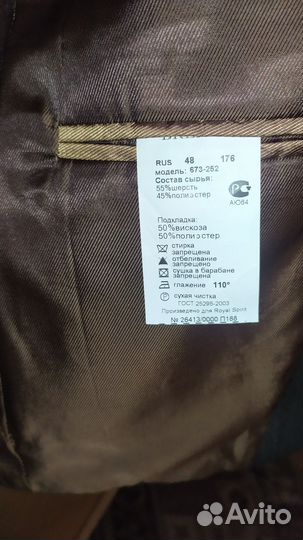 RUS 48 176
модель: 673-252
Состав сырья:
55%шерсть
45%полиэстер
АЮ64
Подкладка:
50%вискоза
50%полиэстер.
стирка
запрещена
отбеливание
запрещено
сушка в барабане
запрещена
глажение 110°
сухая чистка
ГОСТ 25295-2003
Произведено для Royal Spirit
№ 26413/0000 П188
Avito